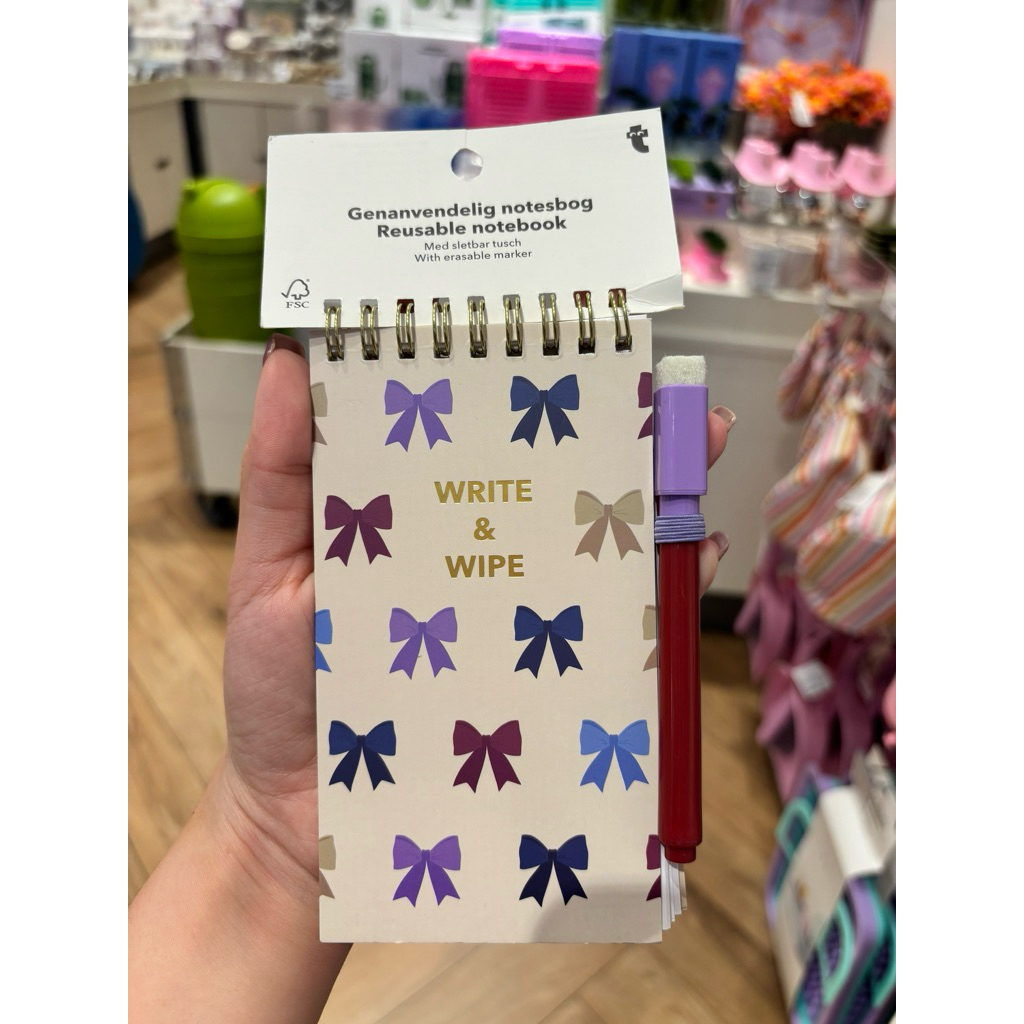 t
Genanvendelig notesbog
Reusable notebook
Med sletbar tusch
With erasable marker
FSC
WRITE
&
WIPE